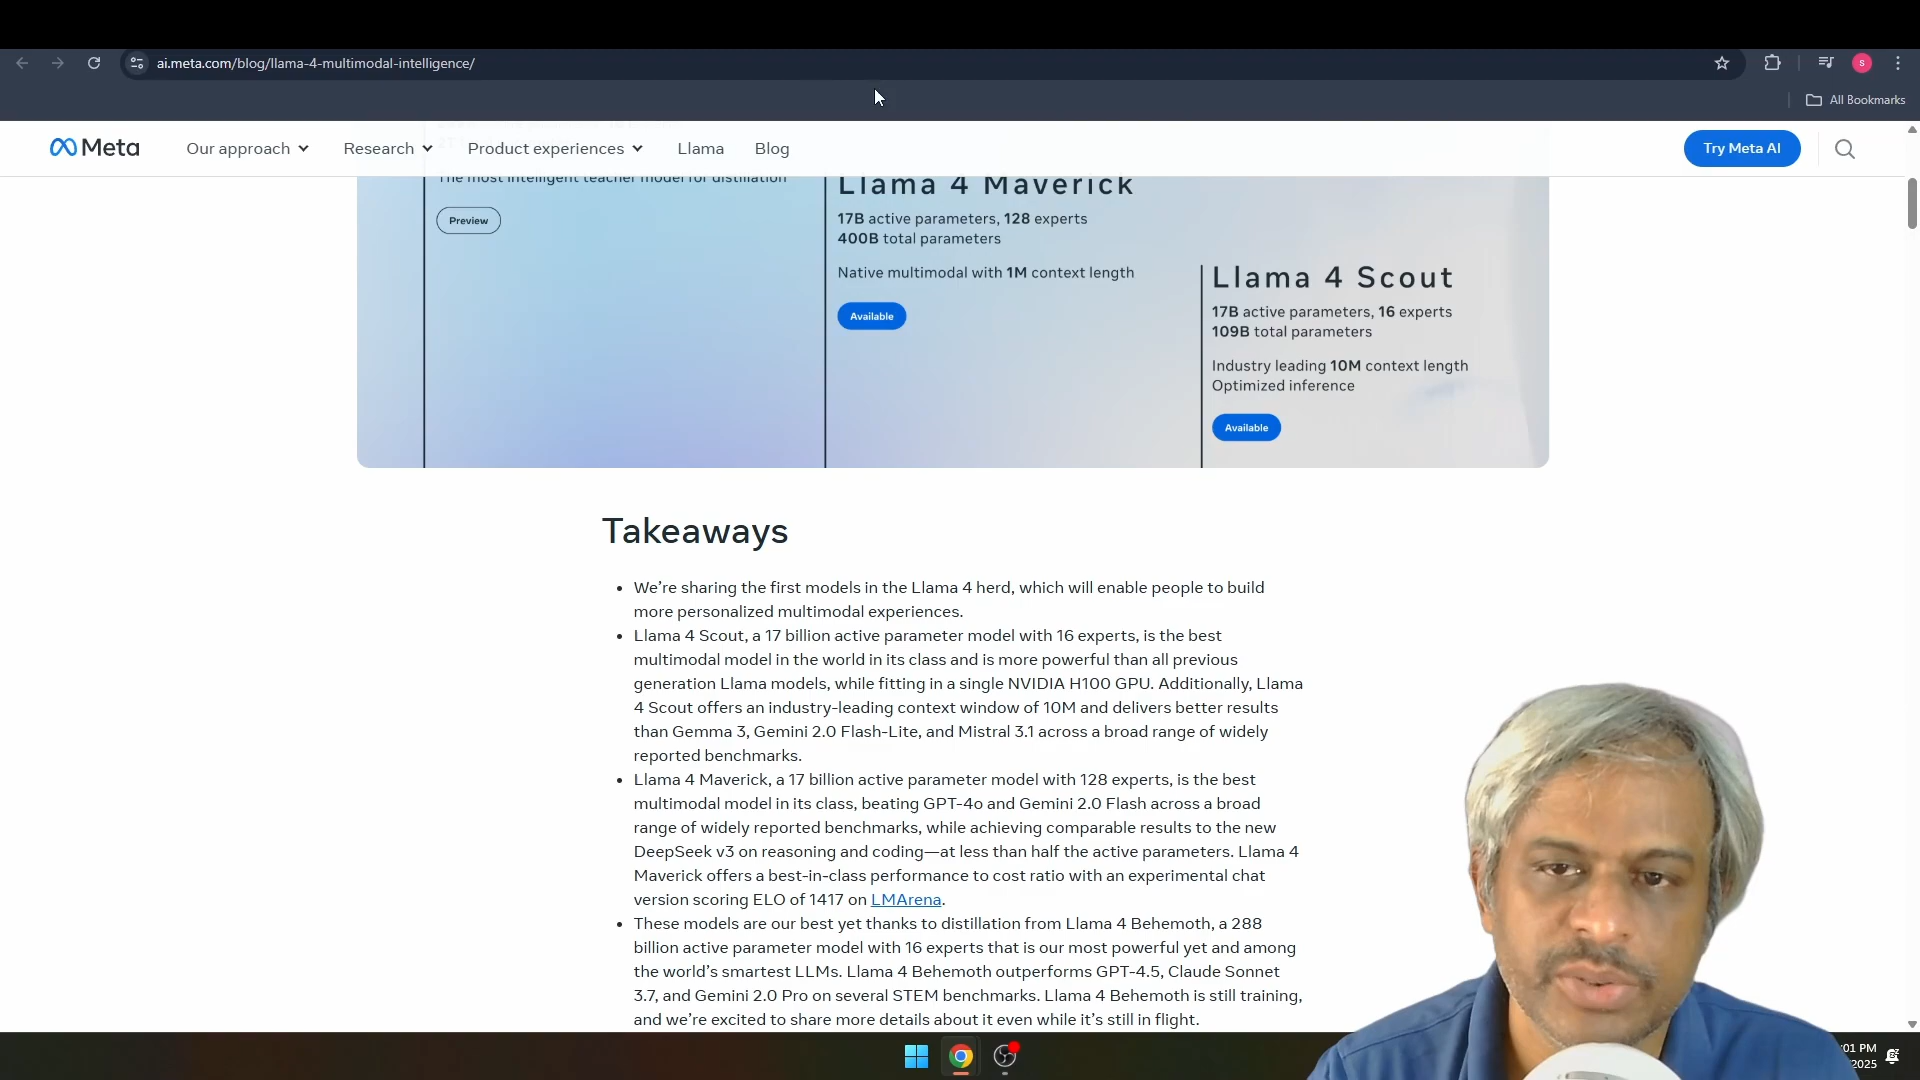 ai.meta.com/blog/llama-4-multimodal-intelligence/
S
All Bookmarks
Meta
Our approach
Research
Product experiences
Llama
Blog
Try Meta AI
The most intelligent teacher model for distillation
Preview
Llama 4 Maverick
17B active parameters, 128 experts
400B total parameters
Native multimodal with 1M context length
Available
Llama 4 Scout
17B active parameters, 16 experts
109B total parameters
Industry leading 10M context length
Optimized inference
Available
Takeaways
• We’re sharing the first models in the Llama 4 herd, which will enable people to build
more personalized multimodal experiences.
• Llama 4 Scout, a 17 billion active parameter model with 16 experts, is the best
multimodal model in the world in its class and is more powerful than all previous
generation Llama models, while fitting in a single NVIDIA H100 GPU. Additionally, Llama
4 Scout offers an industry-leading context window of 10M and delivers better results
than Gemma 3, Gemini 2.0 Flash-Lite, and Mistral 3.1 across a broad range of widely
reported benchmarks.
• Llama 4 Maverick, a 17 billion active parameter model with 128 experts, is the best
multimodal model in its class, beating GPT-4o and Gemini 2.0 Flash across a broad
range of widely reported benchmarks, while achieving comparable results to the new
DeepSeek v3 on reasoning and coding—at less than half the active parameters. Llama 4
Maverick offers a best-in-class performance to cost ratio with an experimental chat
version scoring ELO of 1417 on LMArena.
• These models are our best yet thanks to distillation from Llama 4 Behemoth, a 288
billion active parameter model with 16 experts that is our most powerful yet and among
the world’s smartest LLMs. Llama 4 Behemoth outperforms GPT-4.5, Claude Sonnet
3.7, and Gemini 2.0 Pro on several STEM benchmarks. Llama 4 Behemoth is still training,
and we’re excited to share more details about it even while it’s still in flight.
:01 PM
2025